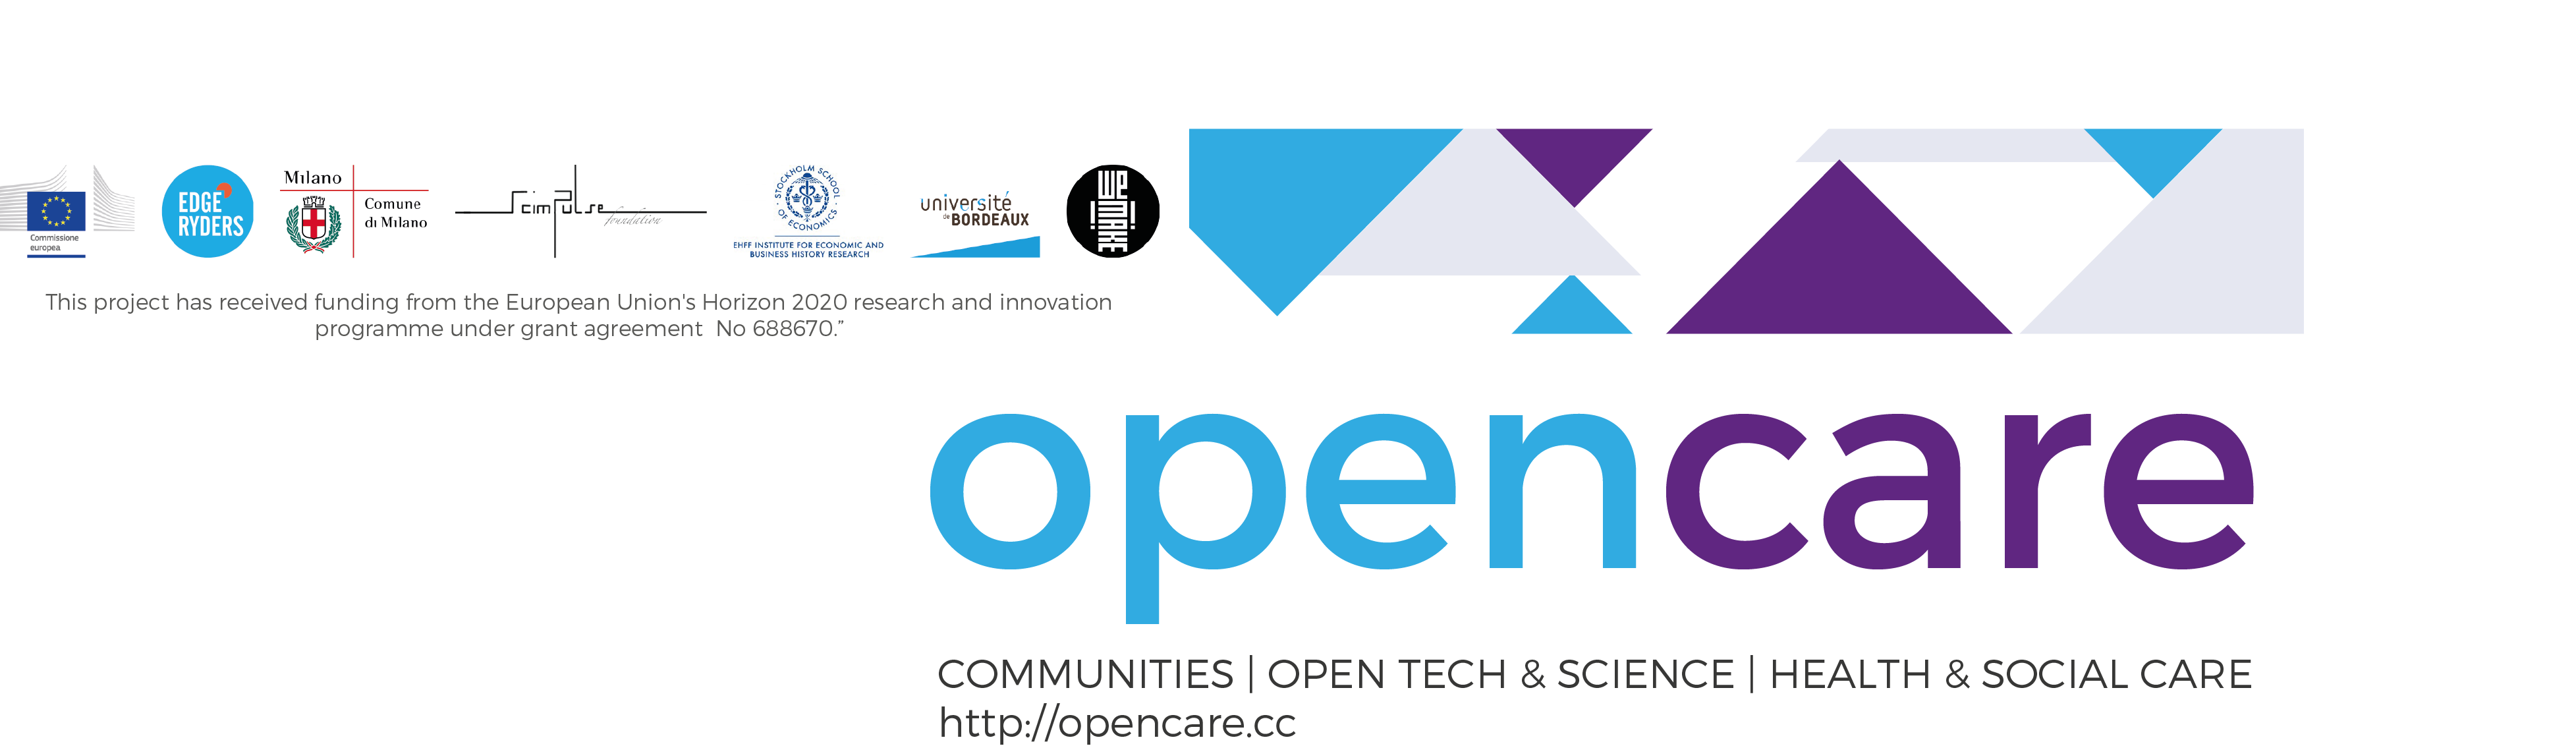 Commissione
europea
EDGE
RYDERS
Milano
Comune
di Milano
scimpulse
foundation
STOCKHOLM SCHOOL
OF ECONOMICS
EHFF INSTITUTE FOR ECONOMIC AND
BUSINESS HISTORY RESEARCH
université
de BORDEAUX
WE
MAKE
This project has received funding from the European Union's Horizon 2020 research and innovation
programme under grant agreement  No 688670.”
opencare
COMMUNITIES | OPEN TECH & SCIENCE | HEALTH & SOCIAL CARE
http://opencare.cc